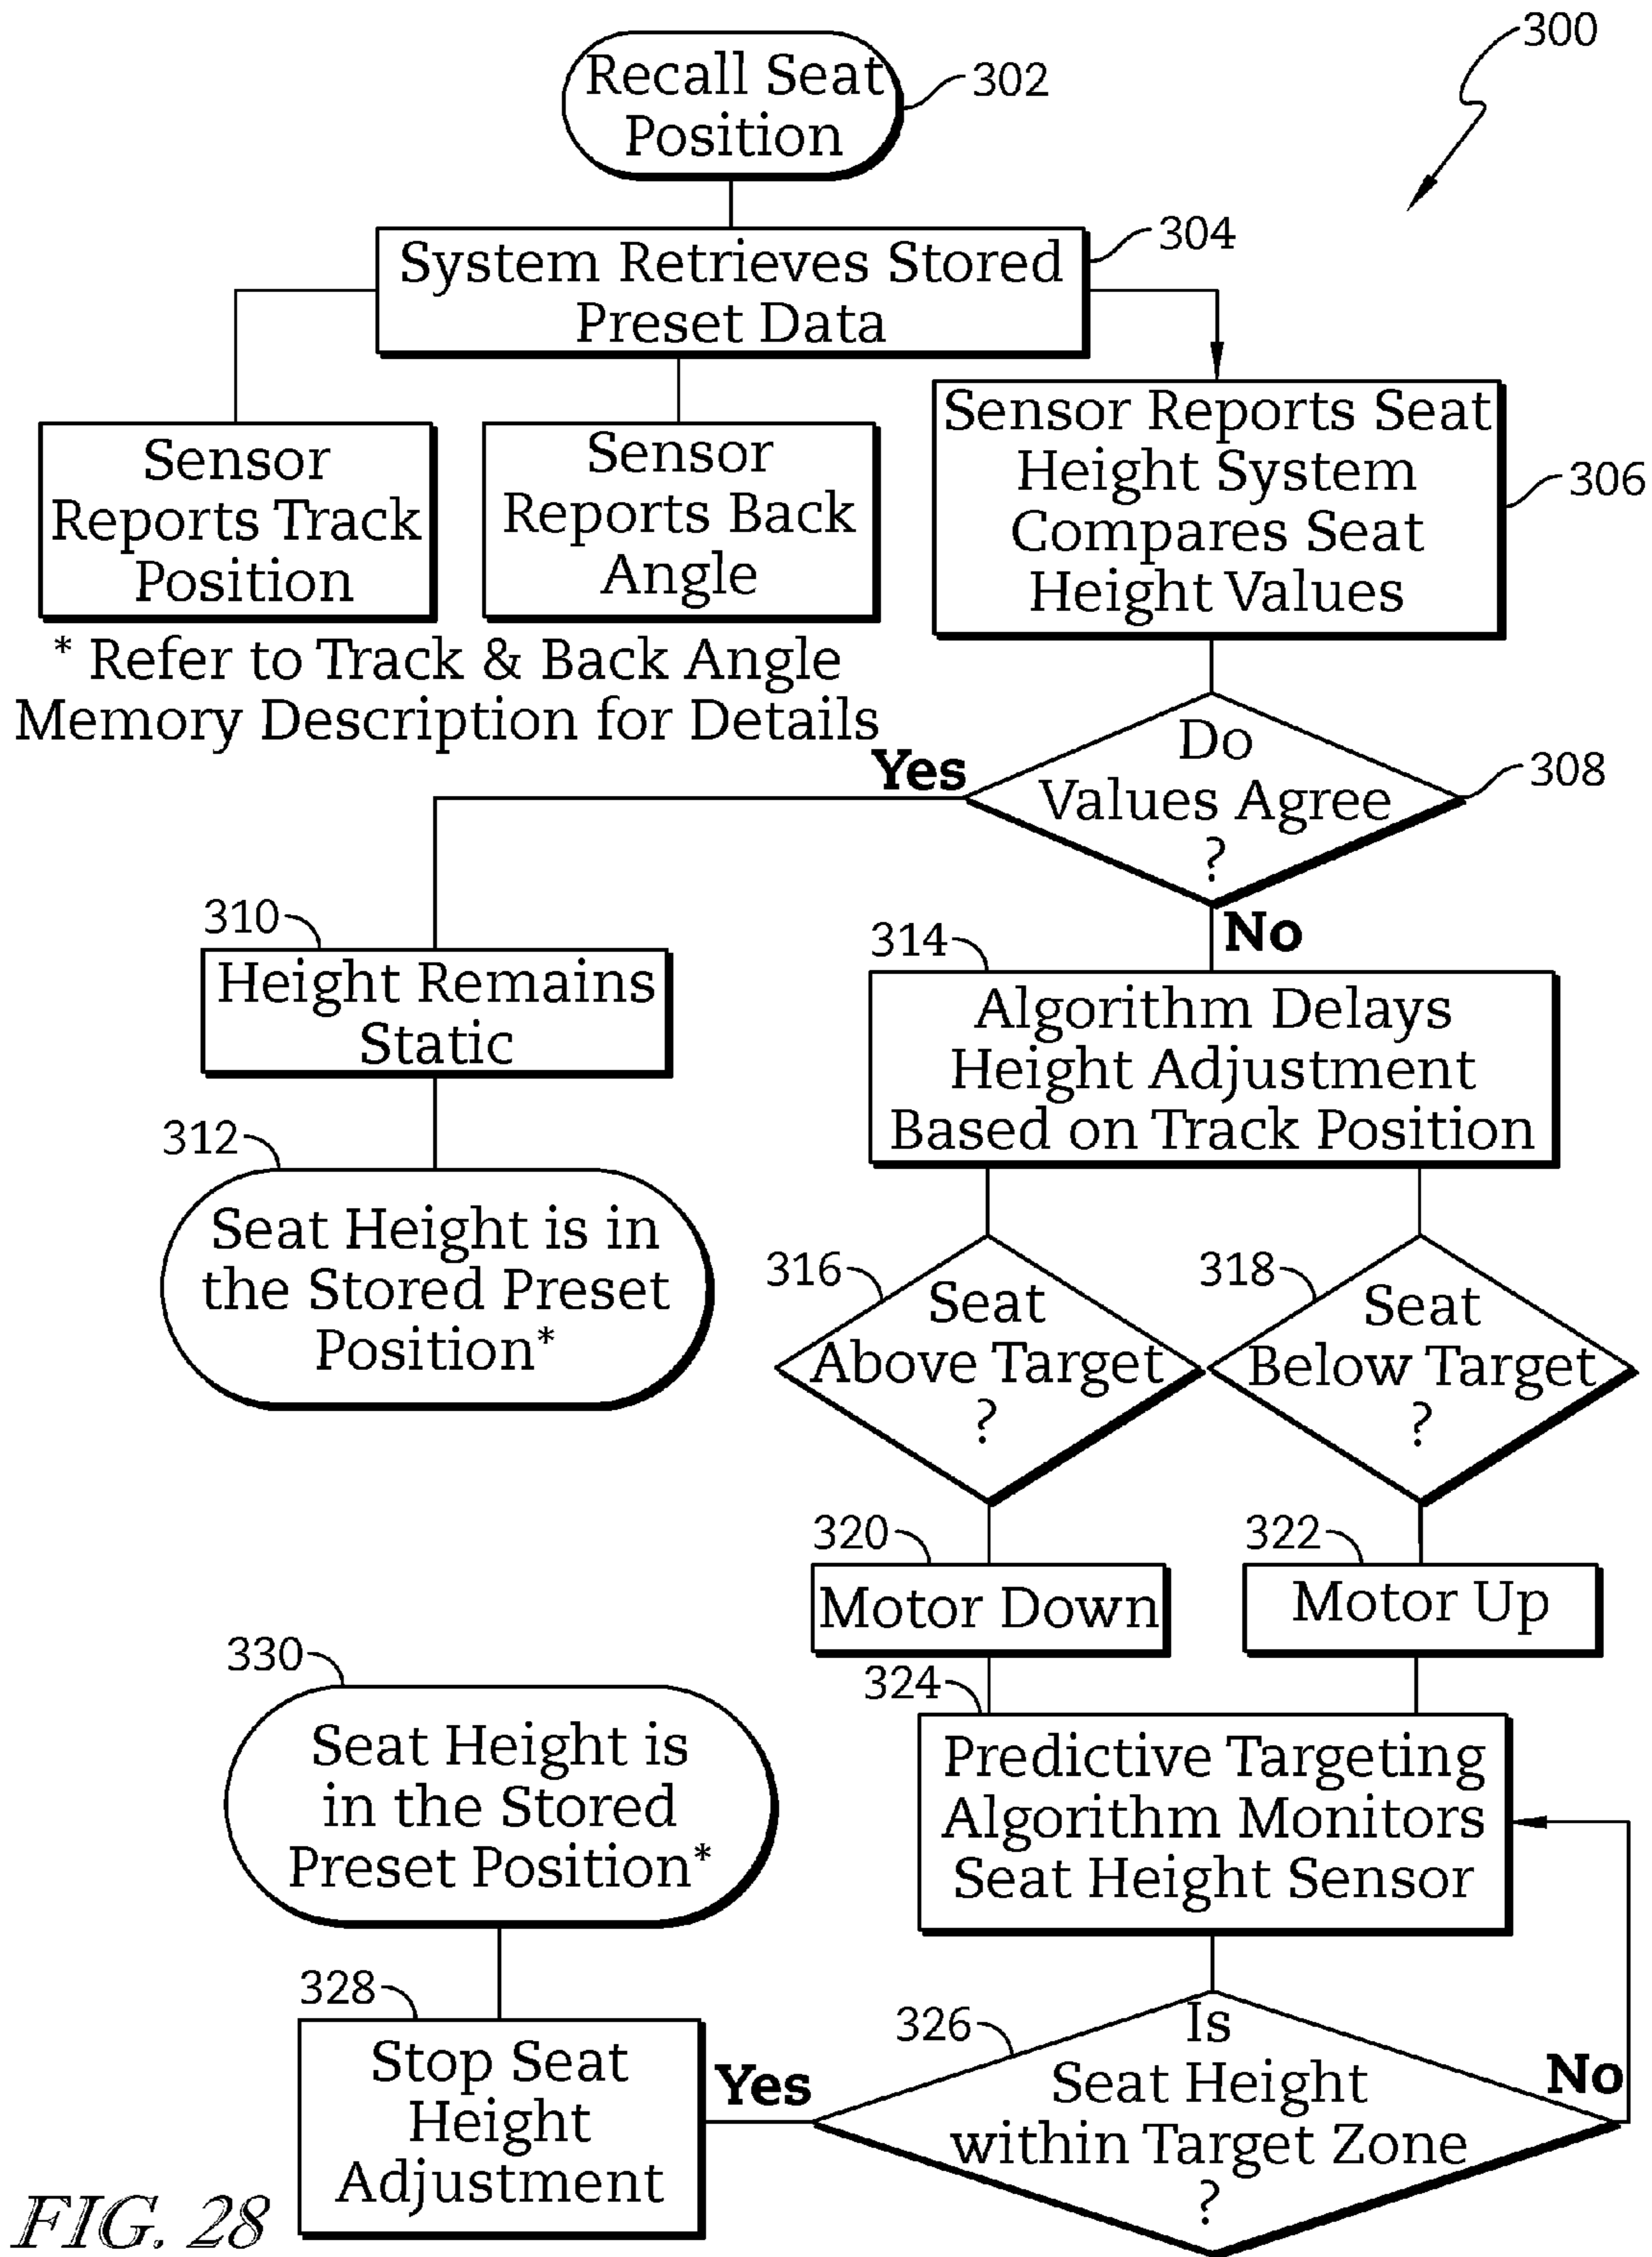 300
Recall Seat
Position
302
System Retrieves Stored
Preset Data
304
Sensor
Reports Track
Position
Sensor
Reports Back
Angle
Sensor Reports Seat
Height System
Compares Seat
Height Values
306
* Refer to Track & Back Angle
Memory Description for Details
Do
Values Agree
?
308
Yes
No
310
Height Remains
Static
312
Seat Height is in
the Stored Preset
Position*
314
Algorithm Delays
Height Adjustment
Based on Track Position
316
Seat
Above Target
?
318
Seat
Below Target
?
320
Motor Down
322
Motor Up
324
Predictive Targeting
Algorithm Monitors
Seat Height Sensor
326
Is
Seat Height
within Target Zone
?
No
Yes
328
Stop Seat
Height
Adjustment
330
Seat Height is
in the Stored
Preset Position*
FIG. 28